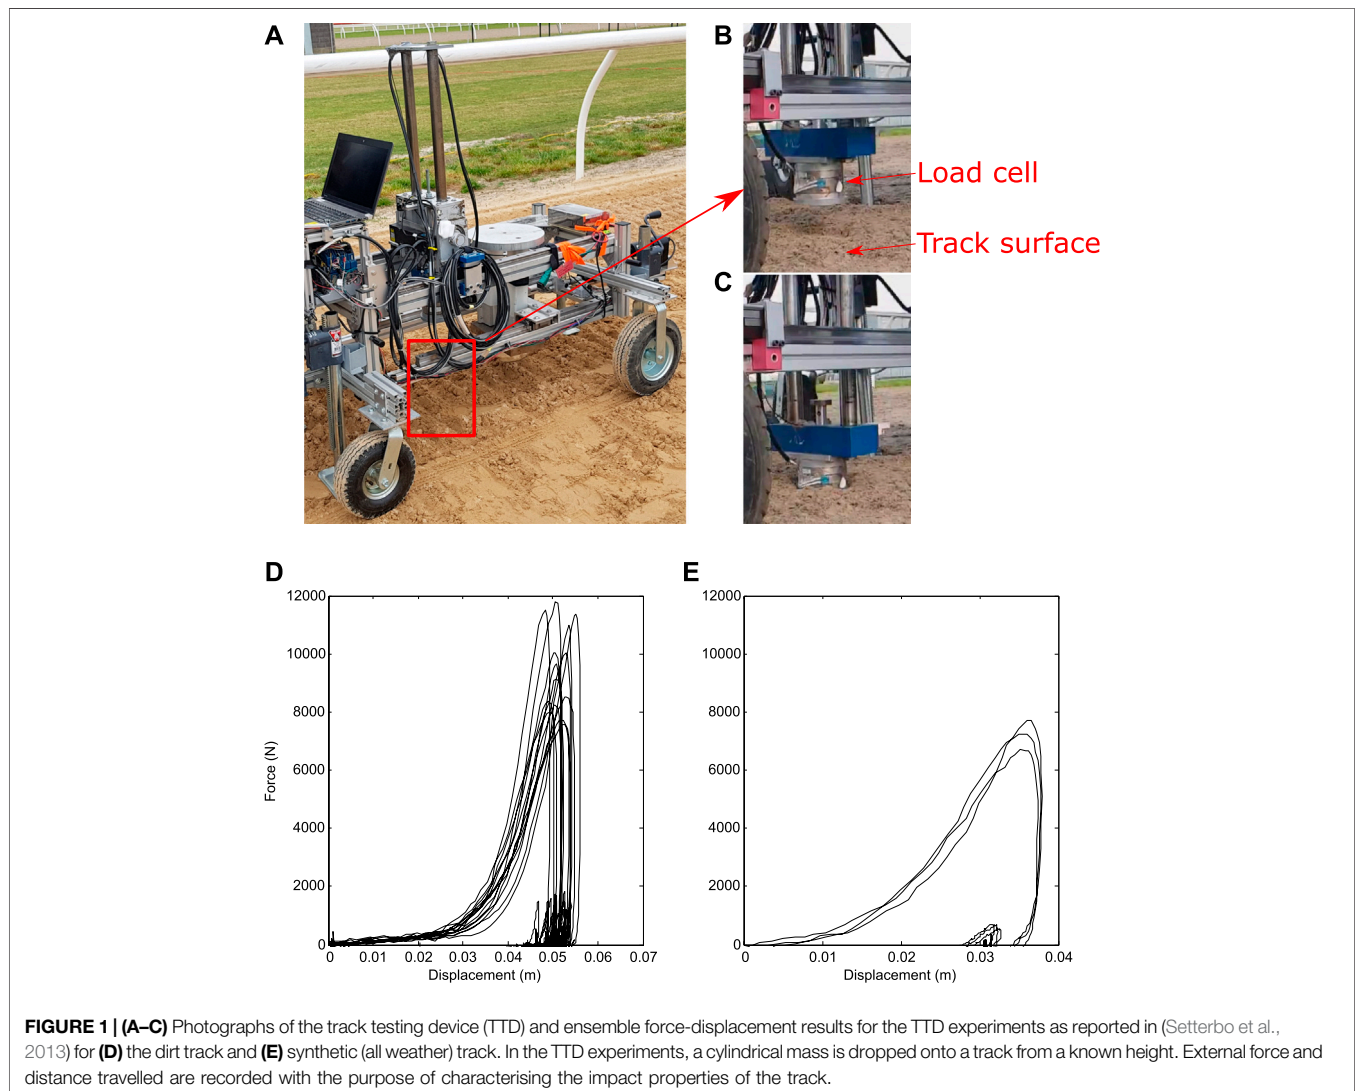 A
B
Load cell
Track surface
C
D
12000
10000
8000
6000
4000
2000
0
Force (N)
0 0.01 0.02 0.03 0.04 0.05 0.06 0.07
Displacement (m)
E
12000
10000
8000
6000
4000
2000
0
0 0.01 0.02 0.03 0.04
Displacement (m)
FIGURE 1 | (A–C) Photographs of the track testing device (TTD) and ensemble force-displacement results for the TTD experiments as reported in (Setterbo et al.,
2013) for (D) the dirt track and (E) synthetic (all weather) track. In the TTD experiments, a cylindrical mass is dropped onto a track from a known height. External force and
distance travelled are recorded with the purpose of characterising the impact properties of the track.